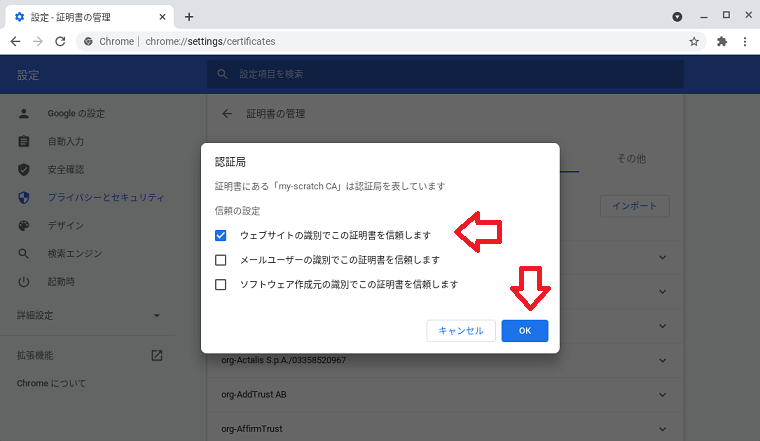 設定 - 証明書の管理
Chrome | chrome://settings/certificates
設定
設定項目を検索
Google の設定
自動入力
安全確認
プライバシーとセキュリティ
デザイン
検索エンジン
起動時
詳細設定
拡張機能
Chrome について
証明書の管理
その他
インポート
認証局
証明書にある「my-scratch CA」は認証局を表しています
信頼の設定
ウェブサイトの識別でこの証明書を信頼します
メールユーザーの識別でこの証明書を信頼します
ソフトウェア作成元の識別でこの証明書を信頼します
キャンセル
OK
org-Actalis S.p.A./03358520967
org-AddTrust AB
org-AffirmTrust